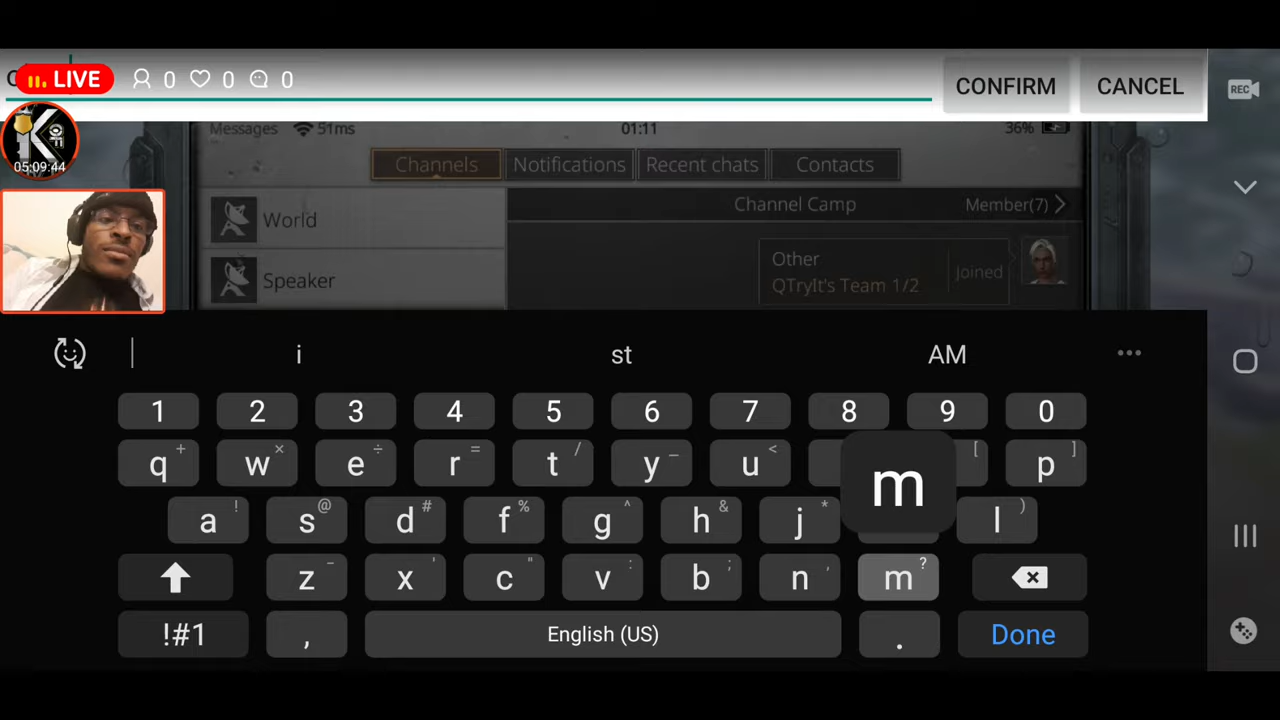 LIVE 0 0 0
CONFIRM CANCEL
REC
K OFF
05:09:44
Messages 51ms 01:11 36%
Channels Notifications Recent chats Contacts
World
Channel Camp Member(7)
Speaker
Other
QTryIt's Team 1/2
Joined
i st AM
1 2 3 4 5 6 7 8 9 0
q + w × e ÷ r = t / y _ u < [ p ]
m
a ! s @ d # f % g ^ h & j * l )
z - x ' c " v : b ; n , m ?
!#1 , English (US) . Done